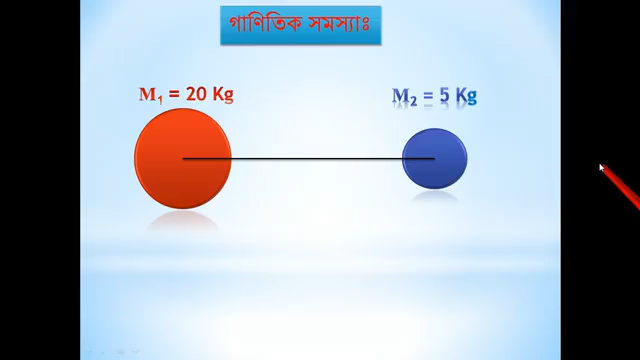 গাণিতিক সমস্যাঃ
M₁ = 20 Kg
M₂ = 5 Kg